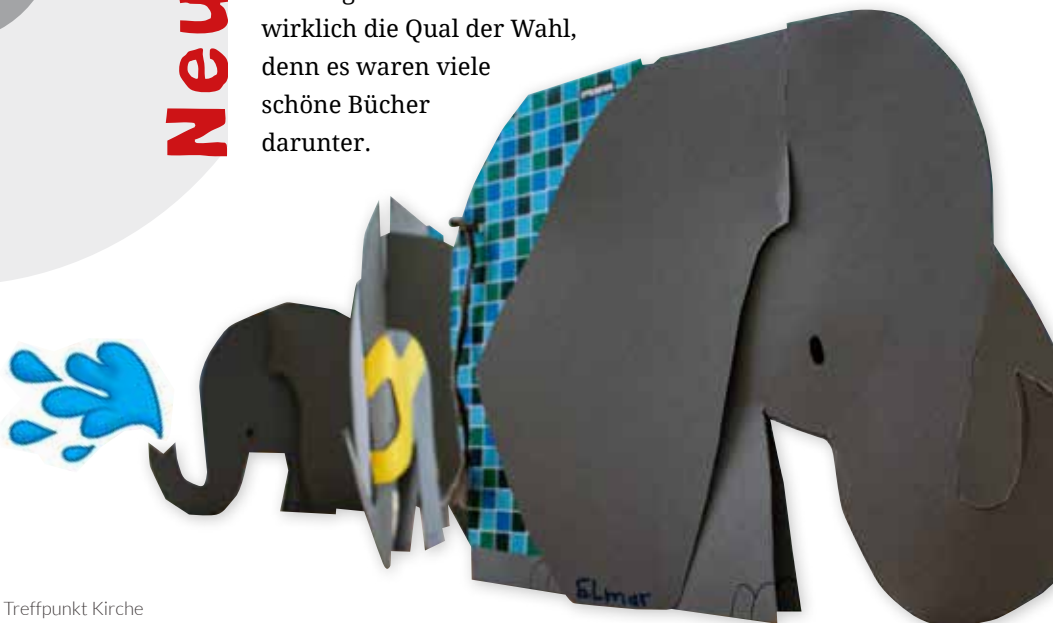 Neu
wirklich die Qual der Wahl,
denn es waren viele
schöne Bücher
darunter.
ELmar
Treffpunkt Kirche